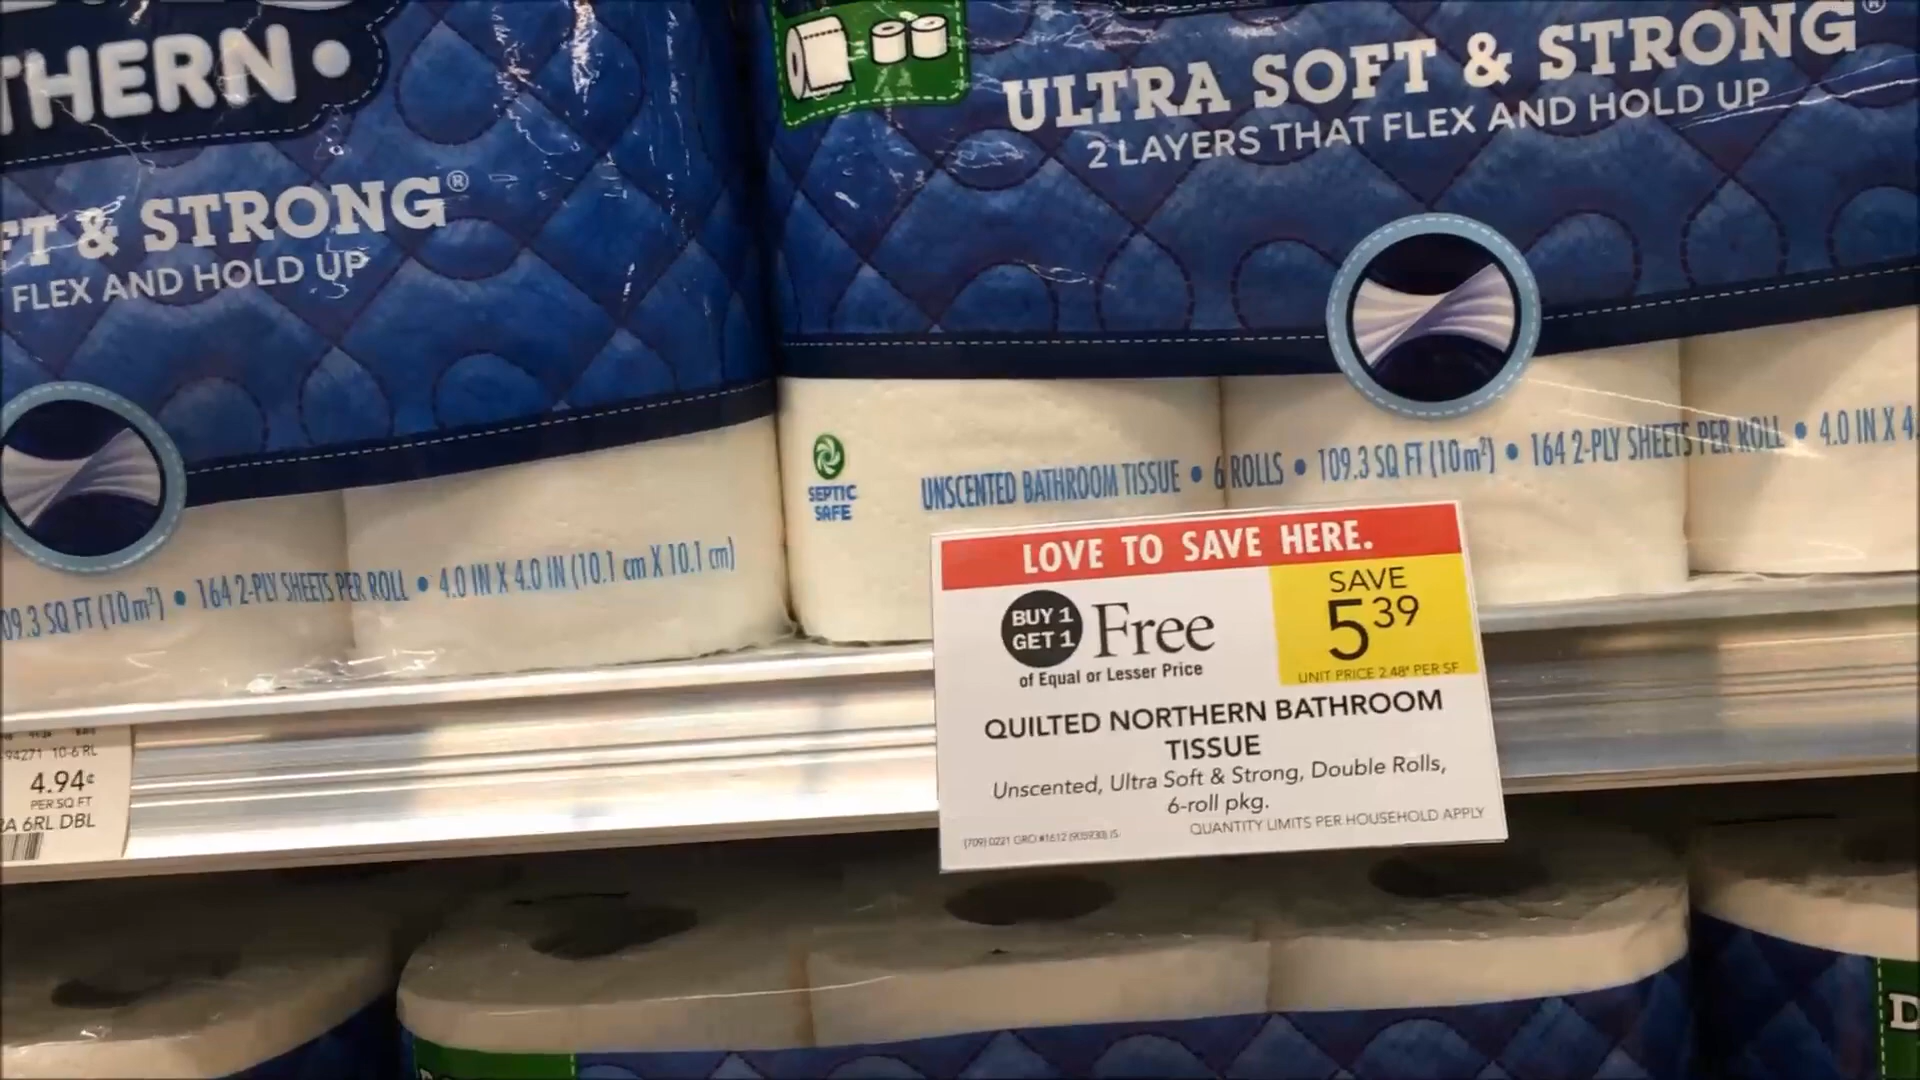 THERN
FT & STRONG®
FLEX AND HOLD UP
09.3 SQ FT (10m²) • 164 2-PLY SHEETS PER ROLL • 4.0 IN X 4.0 IN (10.1 cm X 10.1 cm)
ULTRA SOFT & STRONG®
2 LAYERS THAT FLEX AND HOLD UP
SEPTIC
SAFE
UNSCENTED BATHROOM TISSUE • 6 ROLLS • 109.3 SQ FT (10m²) • 164 2-PLY SHEETS PER ROLL • 4.0 IN X 4.
LOVE TO SAVE HERE.
BUY 1
GET 1
Free
of Equal or Lesser Price
SAVE
5 39
UNIT PRICE 2.48¢ PER SF
QUILTED NORTHERN BATHROOM
TISSUE
Unscented, Ultra Soft & Strong, Double Rolls,
6-roll pkg.
QUANTITY LIMITS PER HOUSEHOLD APPLY
-94271 10-6 RL
4.94¢
PER SQ FT
RA 6RL DBL
D